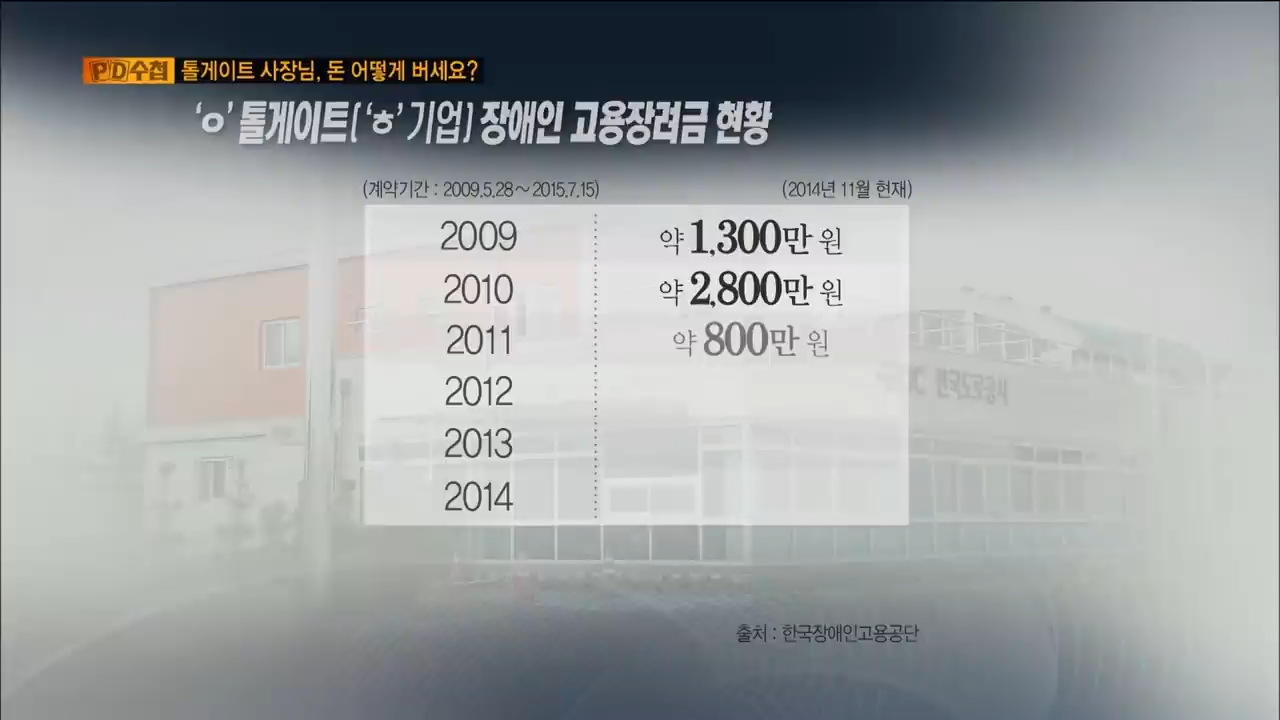 PD수첩 톨게이트 사장님, 돈 어떻게 버세요?
'ㅇ' 톨게이트('ㅎ' 기업) 장애인 고용장려금 현황
(계약기간 : 2009.5.28~2015.7.15) (2014년 11월 현재)
2009 약 1,300만 원
2010 약 2,800만 원
2011 약 800만 원
2012
2013
2014
출처 : 한국장애인고용공단